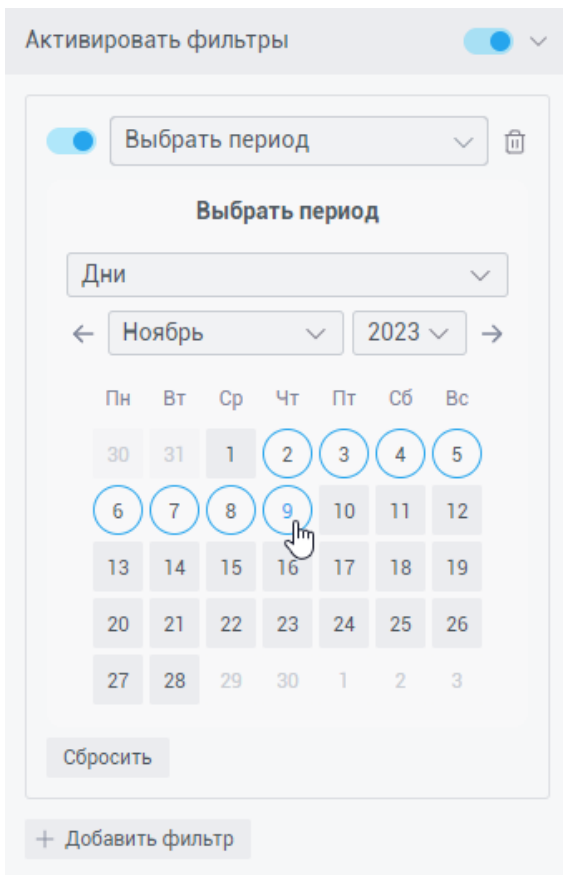 Активировать фильтры
Выбрать период
Выбрать период
Дни
Ноябрь 2023
Пн Вт Ср Чт Пт Сб Вс
30 31 1 2 3 4 5
6 7 8 9 10 11 12
13 14 15 16 17 18 19
20 21 22 23 24 25 26
27 28 29 30 1 2 3
Сбросить
+ Добавить фильтр